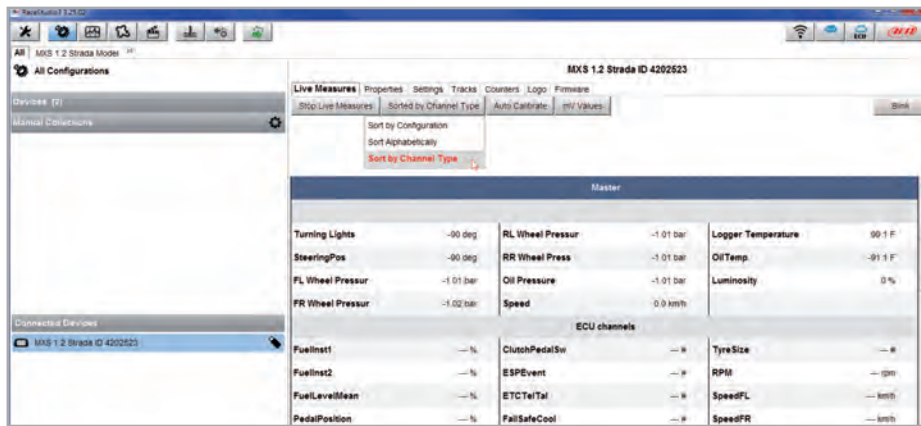 RaceStudio3 3.25.02
ECU
AiM
All MXS 1.2 Strada Model
All Configurations
MXS 1.2 Strada ID 4202523
Live Measures Properties Settings Tracks Counters Logo Firmware
Devices (2)
Stop Live Measures Sorted by Channel Type Auto Calibrate mV Values Blink
Manual Collections
Sort by Configuration
Sort Alphabetically
Sort by Channel Type
Master
Turning Lights -90 deg RL Wheel Pressur -1.01 bar Logger Temperature 90.1 F
SteeringPos -90 deg RR Wheel Press -1.01 bar OilTemp. -91.1 F
FL Wheel Pressur -1.01 bar Oil Pressure -1.01 bar Luminosity 0 %
FR Wheel Pressur -1.02 bar Speed 0.0 km/h
Connected Devices
ECU channels
MXS 1.2 Strada ID 4202523
FuelInst1 --- % ClutchPedalSw --- # TyreSize --- #
FuelInst2 --- % ESPEvent --- # RPM --- rpm
FuelLevelMean --- % ETCTelTal --- # SpeedFL --- km/h
PedalPosition --- % FailSafeCool --- # SpeedFR --- km/h